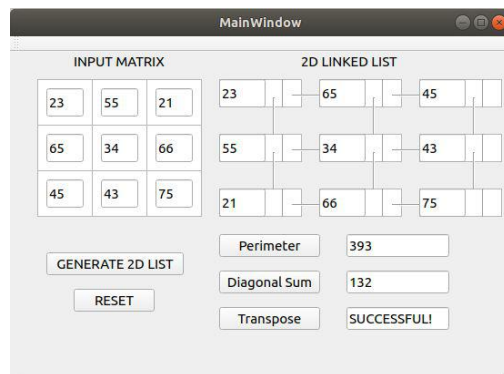 MainWindow
INPUT MATRIX
23 55 21
65 34 66
45 43 75
GENERATE 2D LIST
RESET
2D LINKED LIST
23 65 45
55 34 43
21 66 75
Perimeter 393
Diagonal Sum 132
Transpose SUCCESSFUL!